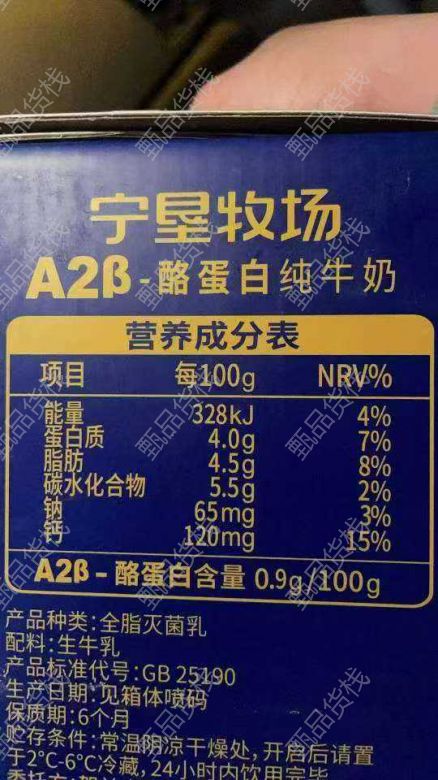 宁垦牧场
A2β-酪蛋白纯牛奶
营养成分表
项目 每100g NRV%
能量 328kJ 4%
蛋白质 4.0g 7%
脂肪 4.5g 8%
碳水化合物 5.5g 2%
钠 65mg 3%
钙 120mg 15%
A2β-酪蛋白含量 0.9g/100g
产品种类:全脂灭菌乳
配料:生牛乳
产品标准代号:GB 25190
生产日期:见箱体喷码
保质期:6个月
贮存条件:常温阴凉干燥处,开启后请置
于2°C-6°C冷藏,24小时内饮用完毕
甄品货栈